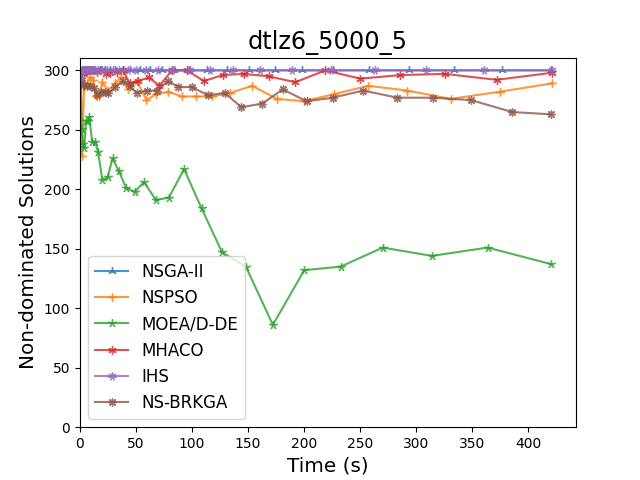 dtlz6_5000_5
Non-dominated Solutions
300
250
200
150
100
50
0
NSGA-II
NSPSO
MOEA/D-DE
MHACO
IHS
NS-BRKGA
0 50 100 150 200 250 300 350 400
Time (s)